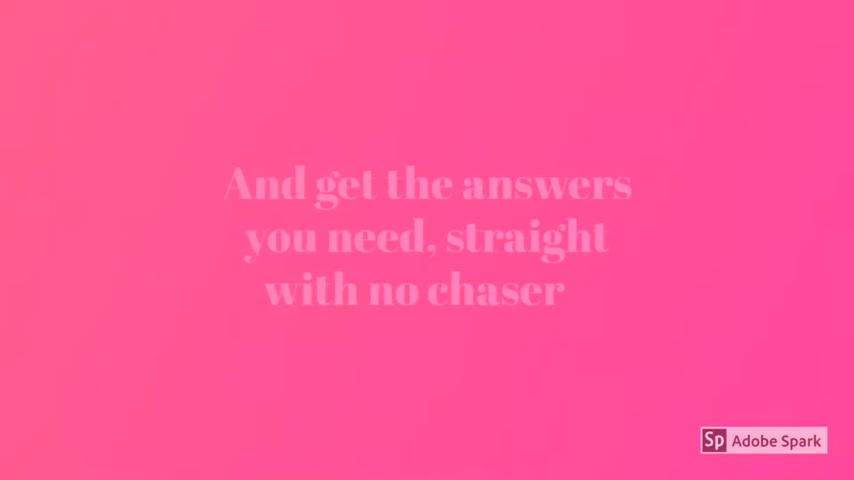 And get the answers
you need, straight
with no chaser
Sp Adobe Spark